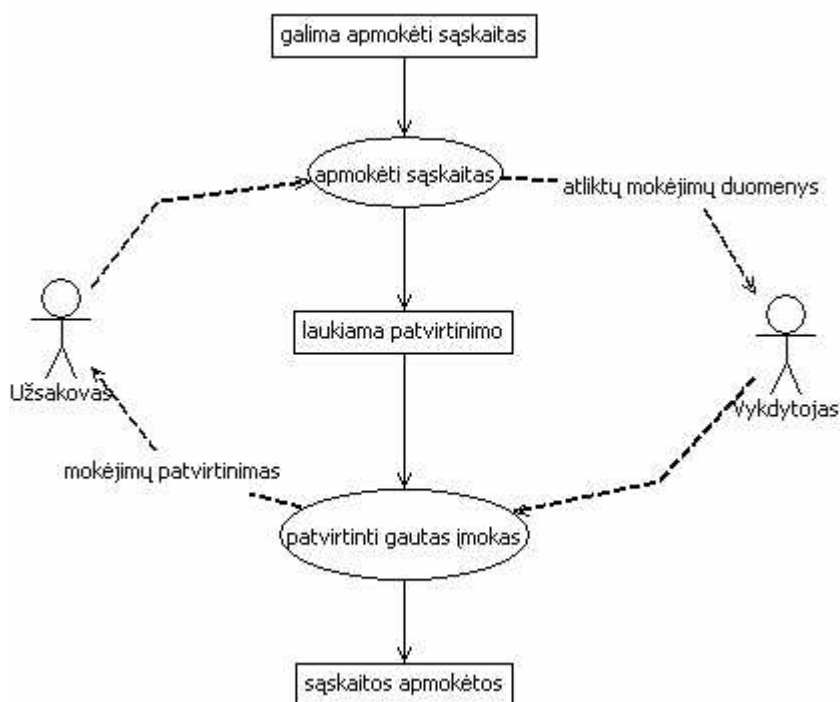 galima apmokėti sąskaitas
apmokėti sąskaitas
atliktų mokėjimų duomenys
laukiama patvirtinimo
Užsakovas
Vykdytojas
mokėjimų patvirtinimas
patvirtinti gautas įmokas
sąskaitos apmokėtos